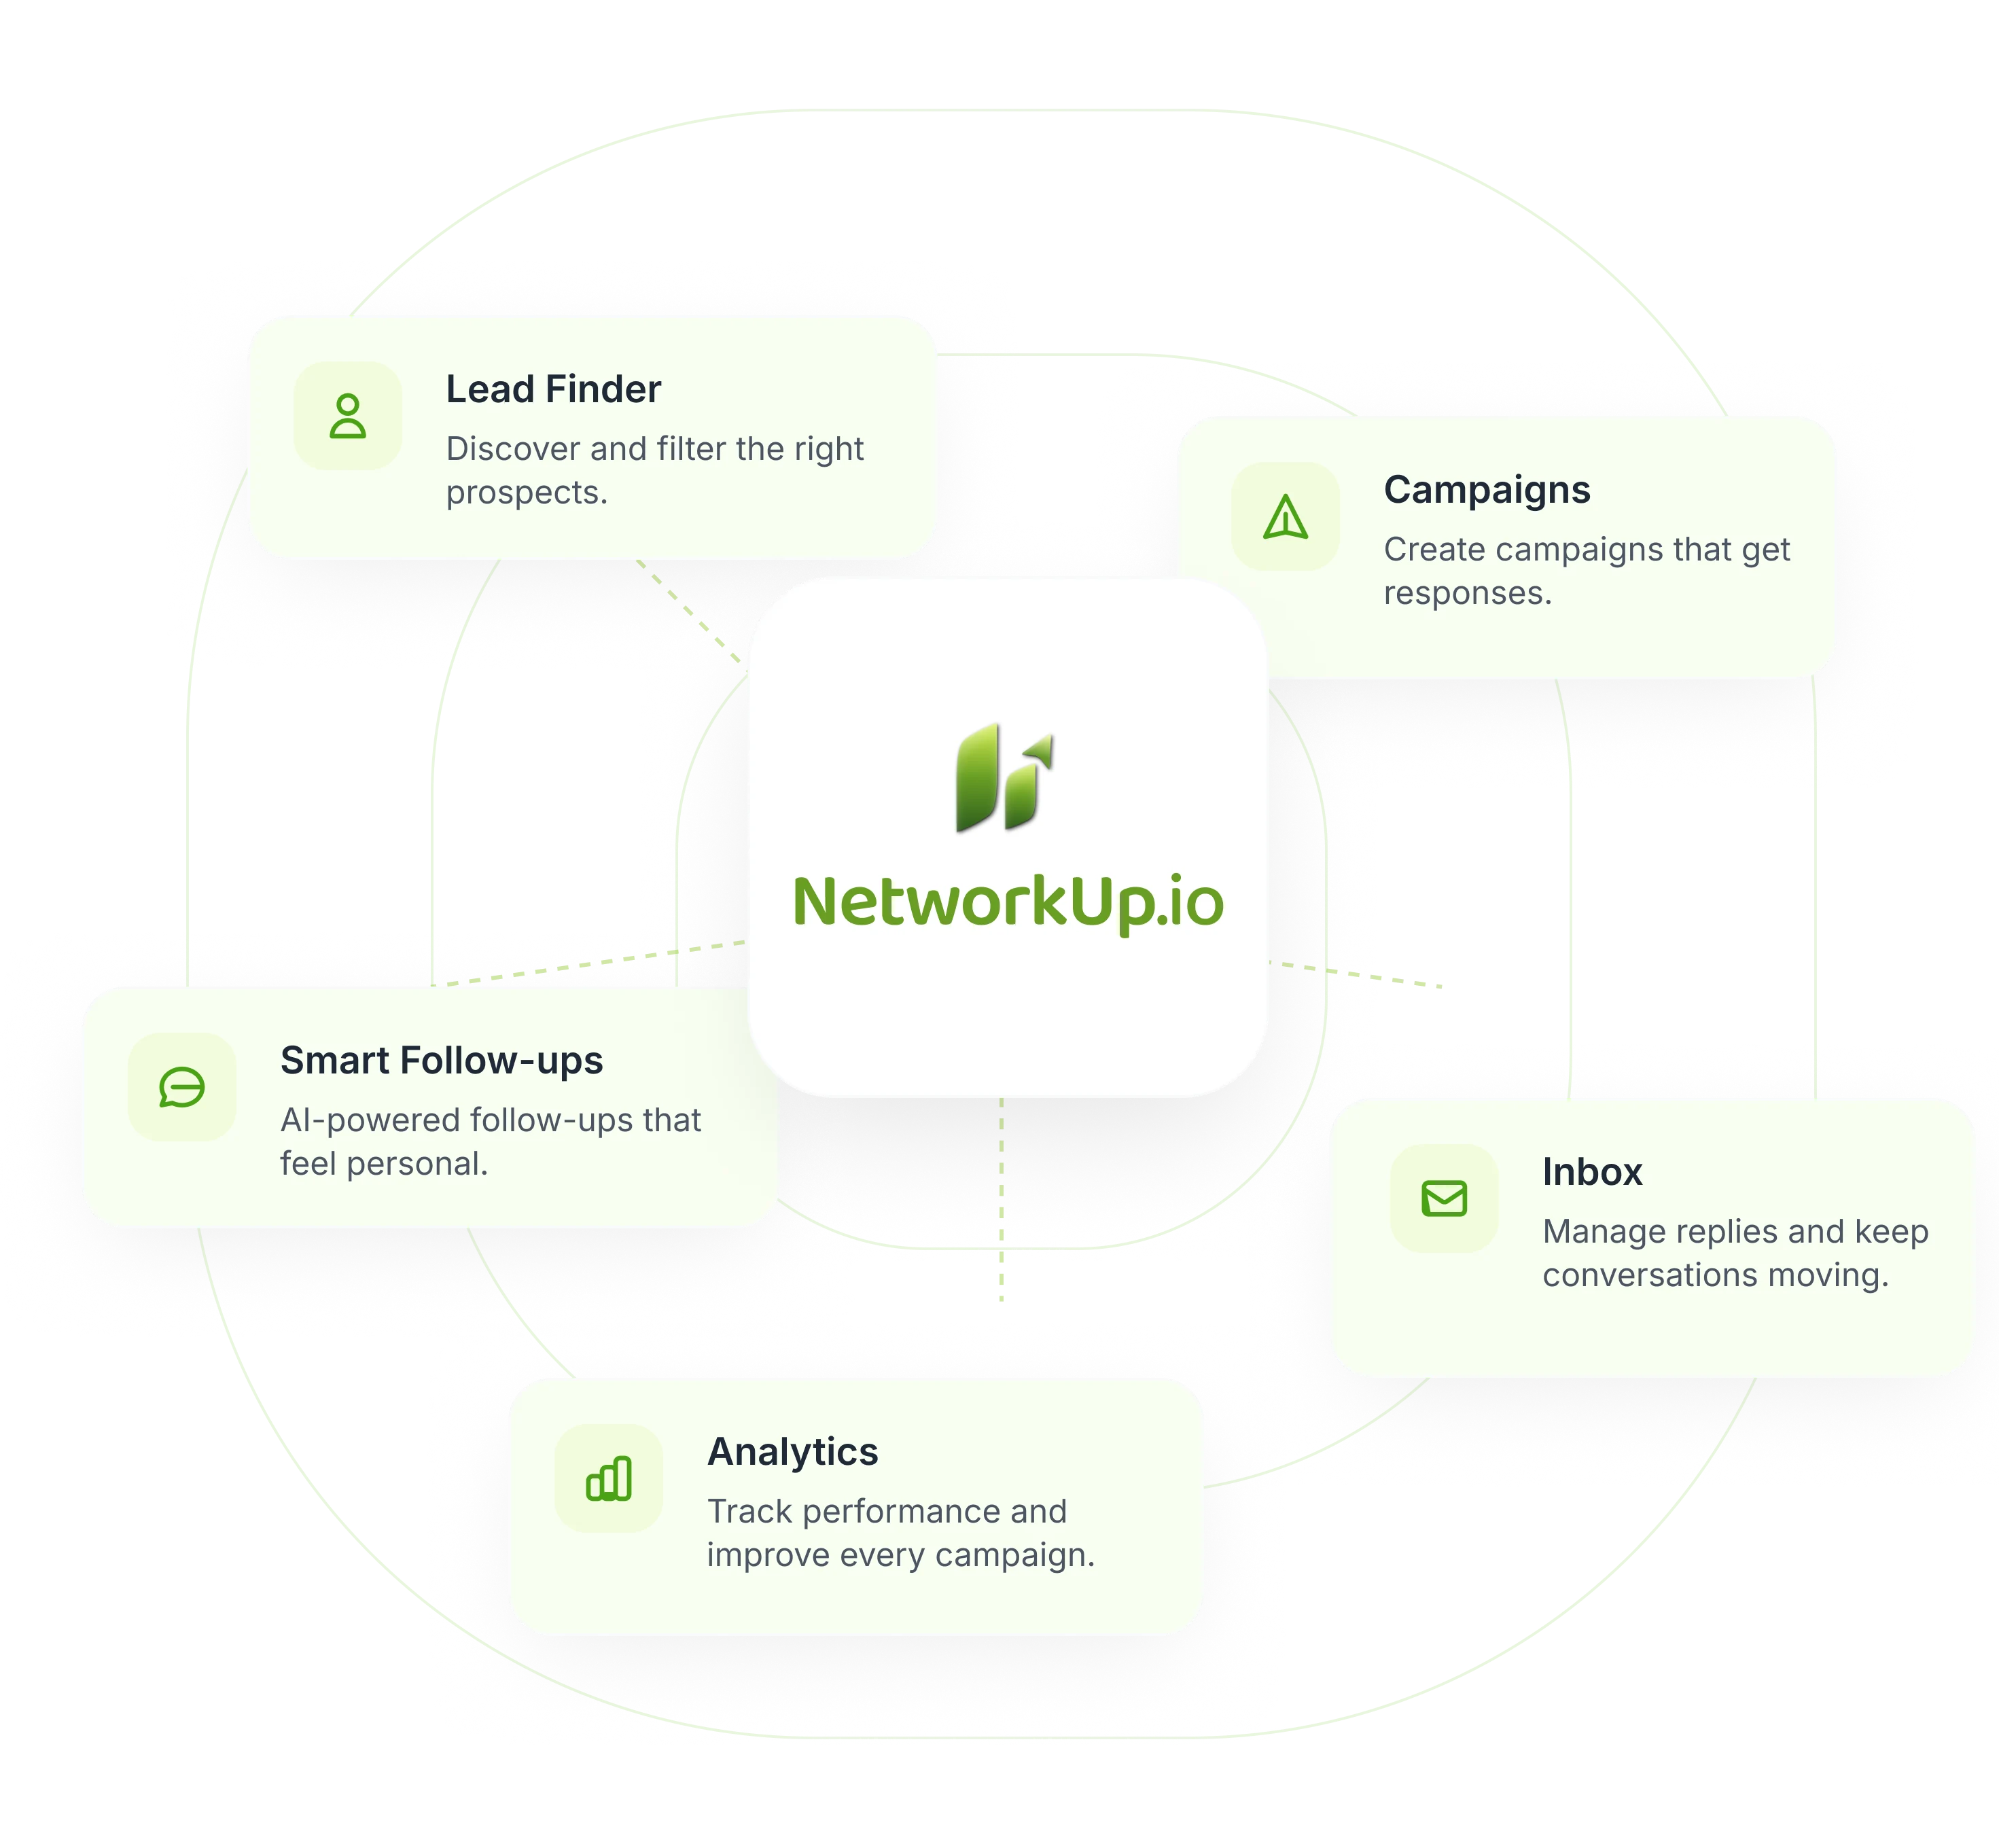 Lead Finder
Discover and filter the right
prospects.
Campaigns
Create campaigns that get
responses.
NetworkUp.io
Smart Follow-ups
AI-powered follow-ups that
feel personal.
Inbox
Manage replies and keep
conversations moving.
Analytics
Track performance and
improve every campaign.